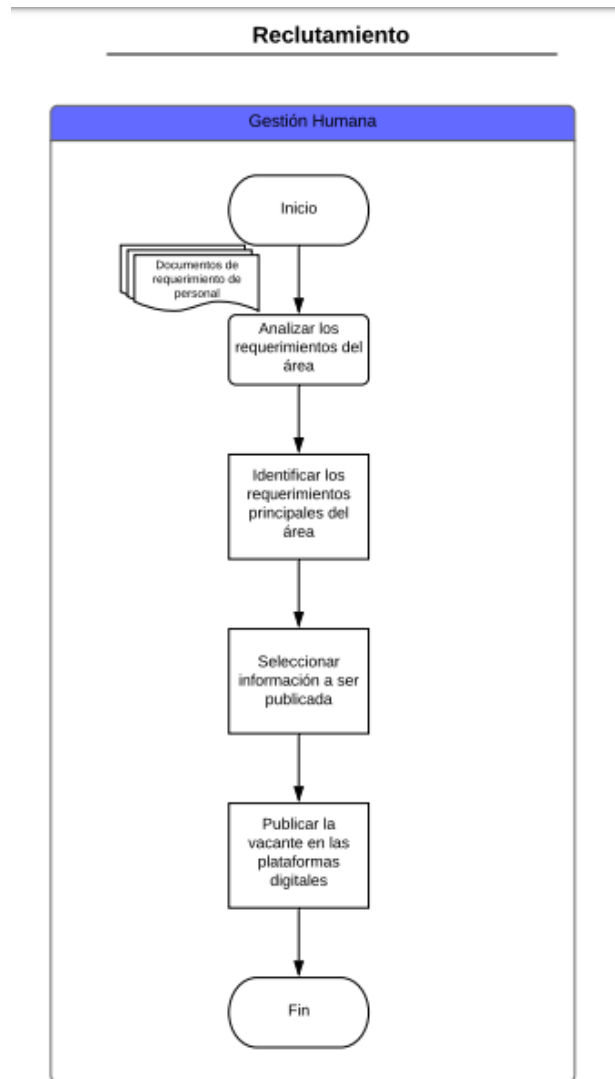 Reclutamiento
Gestión Humana
Inicio
Documentos de
requerimiento de
personal
Analizar los
requerimientos del
área
Identificar los
requerimientos
principales del
área
Seleccionar
información a ser
publicada
Publicar la
vacante en las
plataformas
digitales
Fin